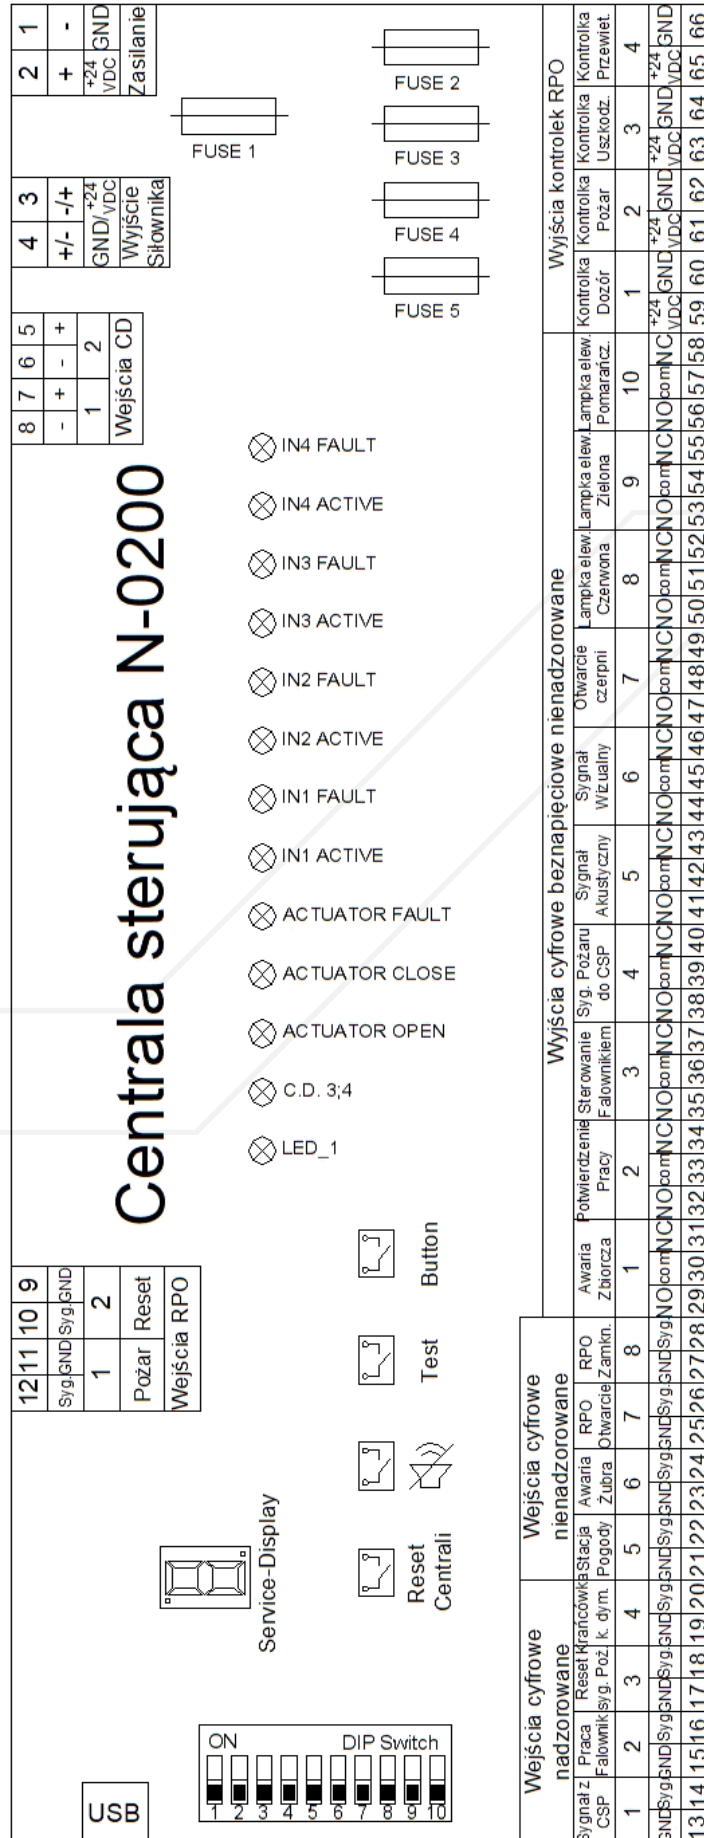 USB
12 11 10 9
Syg. GND Syg. GND
1 2
Pożar Reset
Wejścia RPO
8 7 6 5
- + - +
1 2
Wejścia CD
4 3
+/- -/+
GND/+24 VDC
Wyjście
Siłownika
2 1
+ -
+24 VDC GND
Zasilanie
Centrala sterująca N-0200
ON DIP Switch
1 2 3 4 5 6 7 8 9 10
Service-Display
LED_1
C.D. 3;4
ACTUATOR OPEN
ACTUATOR CLOSE
ACTUATOR FAULT
IN1 ACTIVE
IN1 FAULT
IN2 ACTIVE
IN2 FAULT
IN3 ACTIVE
IN3 FAULT
IN4 ACTIVE
IN4 FAULT
FUSE 1
FUSE 5
FUSE 4
FUSE 3
FUSE 2
Reset
Centrali
Test
Button
Wejścia cyfrowe
nadzorowane
Wejścia cyfrowe
nienadzorowane
Wyjścia cyfrowe beznapięciowe nienadzorowane
Wyjścia kontrolek RPO
Sygnał z CSP
Praca Falownik
Reset syg. Poż.
Krańcówka k. dym.
Stacja Pogody
Awaria Żubra
RPO Otwarcie
RPO Zamkn.
Awaria Zbiorcza
Potwierdzenie Pracy
Sterowanie Falownikiem
Syg. Pożaru do CSP
Sygnał Akustyczny
Sygnał Wizualny
Otwarcie czerpni
Lampka elew. Czerwona
Lampka elew. Zielona
Lampka elew. Pomarańcz.
Kontrolka Dozór
Kontrolka Pożar
Kontrolka Uszkodz.
Kontrolka Przewiet.
1 2 3 4 5 6 7 8 1 2 3 4 5 6 7 8 9 10 1 2 3 4
GND Syg. GND Syg. GND Syg. GND Syg. GND Syg. GND Syg. GND Syg. GND Syg. NO com NC NO com NC NO com NC NO com NC NO com NC NO com NC NO com NC NO com NC NO com NC NO com NC +24 VDC GND +24 VDC GND +24 VDC GND +24 VDC GND
13 14 15 16 17 18 19 20 21 22 23 24 25 26 27 28 29 30 31 32 33 34 35 36 37 38 39 40 41 42 43 44 45 46 47 48 49 50 51 52 53 54 55 56 57 58 59 60 61 62 63 64 65 66